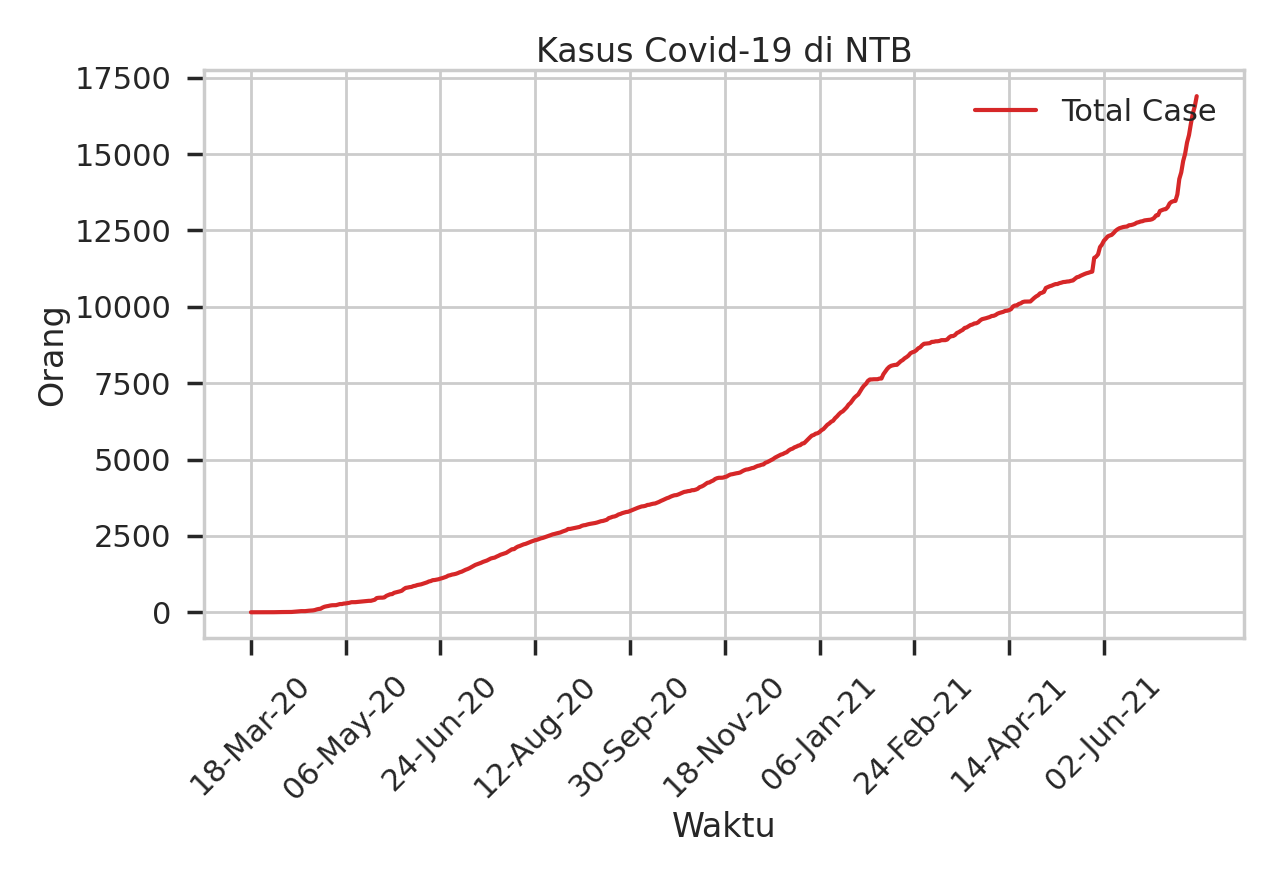 Kasus Covid-19 di NTB
Total Case
Orang
17500
15000
12500
10000
7500
5000
2500
0
18-Mar-20
06-May-20
24-Jun-20
12-Aug-20
30-Sep-20
18-Nov-20
06-Jan-21
24-Feb-21
14-Apr-21
02-Jun-21
Waktu